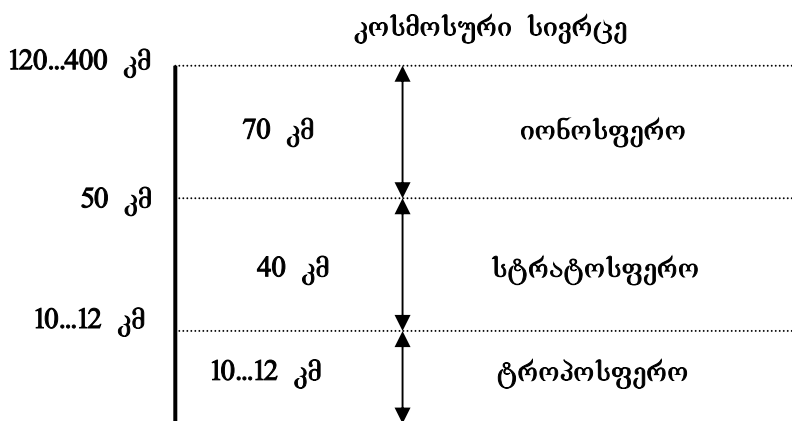 კოსმოსური სივრცე
120...400 კმ
70 კმ იონოსფერო
50 კმ
40 კმ სტრატოსფერო
10...12 კმ
10...12 კმ ტროპოსფერო